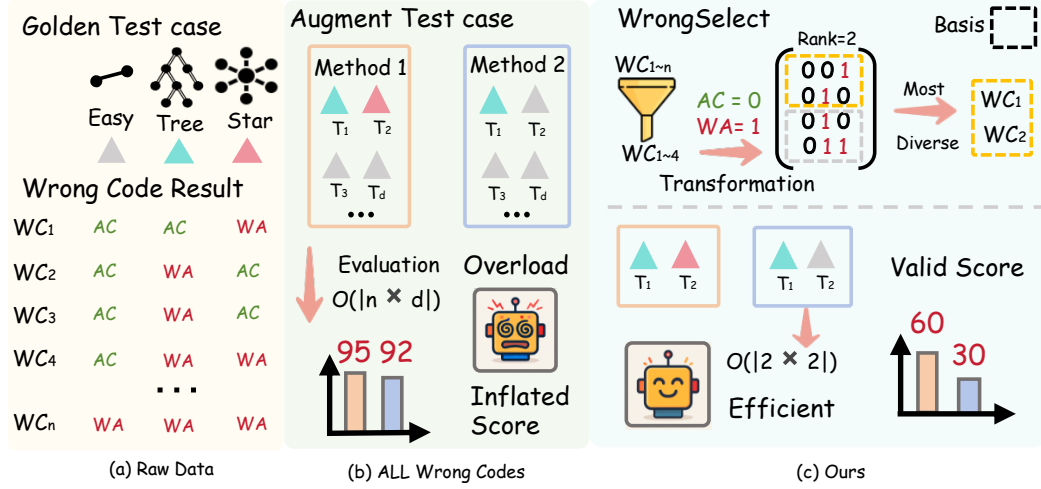 Golden Test case
Easy
Tree
Star
Wrong Code Result
WC1 AC AC WA
WC2 AC WA AC
WC3 AC WA AC
WC4 AC WA WA
...
WCn WA WA WA
(a) Raw Data
Augment Test case
Method 1
T1 T2
T3 Td
...
Method 2
T1 T2
T3 Td
...
Evaluation
O(|n × d|)
95 92
Overload
Inflated
Score
(b) ALL Wrong Codes
WrongSelect
Basis
WC1~n
WC1~4
AC = 0
WA= 1
Transformation
Rank=2
0 0 1
0 1 0
0 1 0
0 1 1
Most
Diverse
WC1
WC2
T1 T2
T1 T2
O(|2 × 2|)
Efficient
Valid Score
60
30
(c) Ours